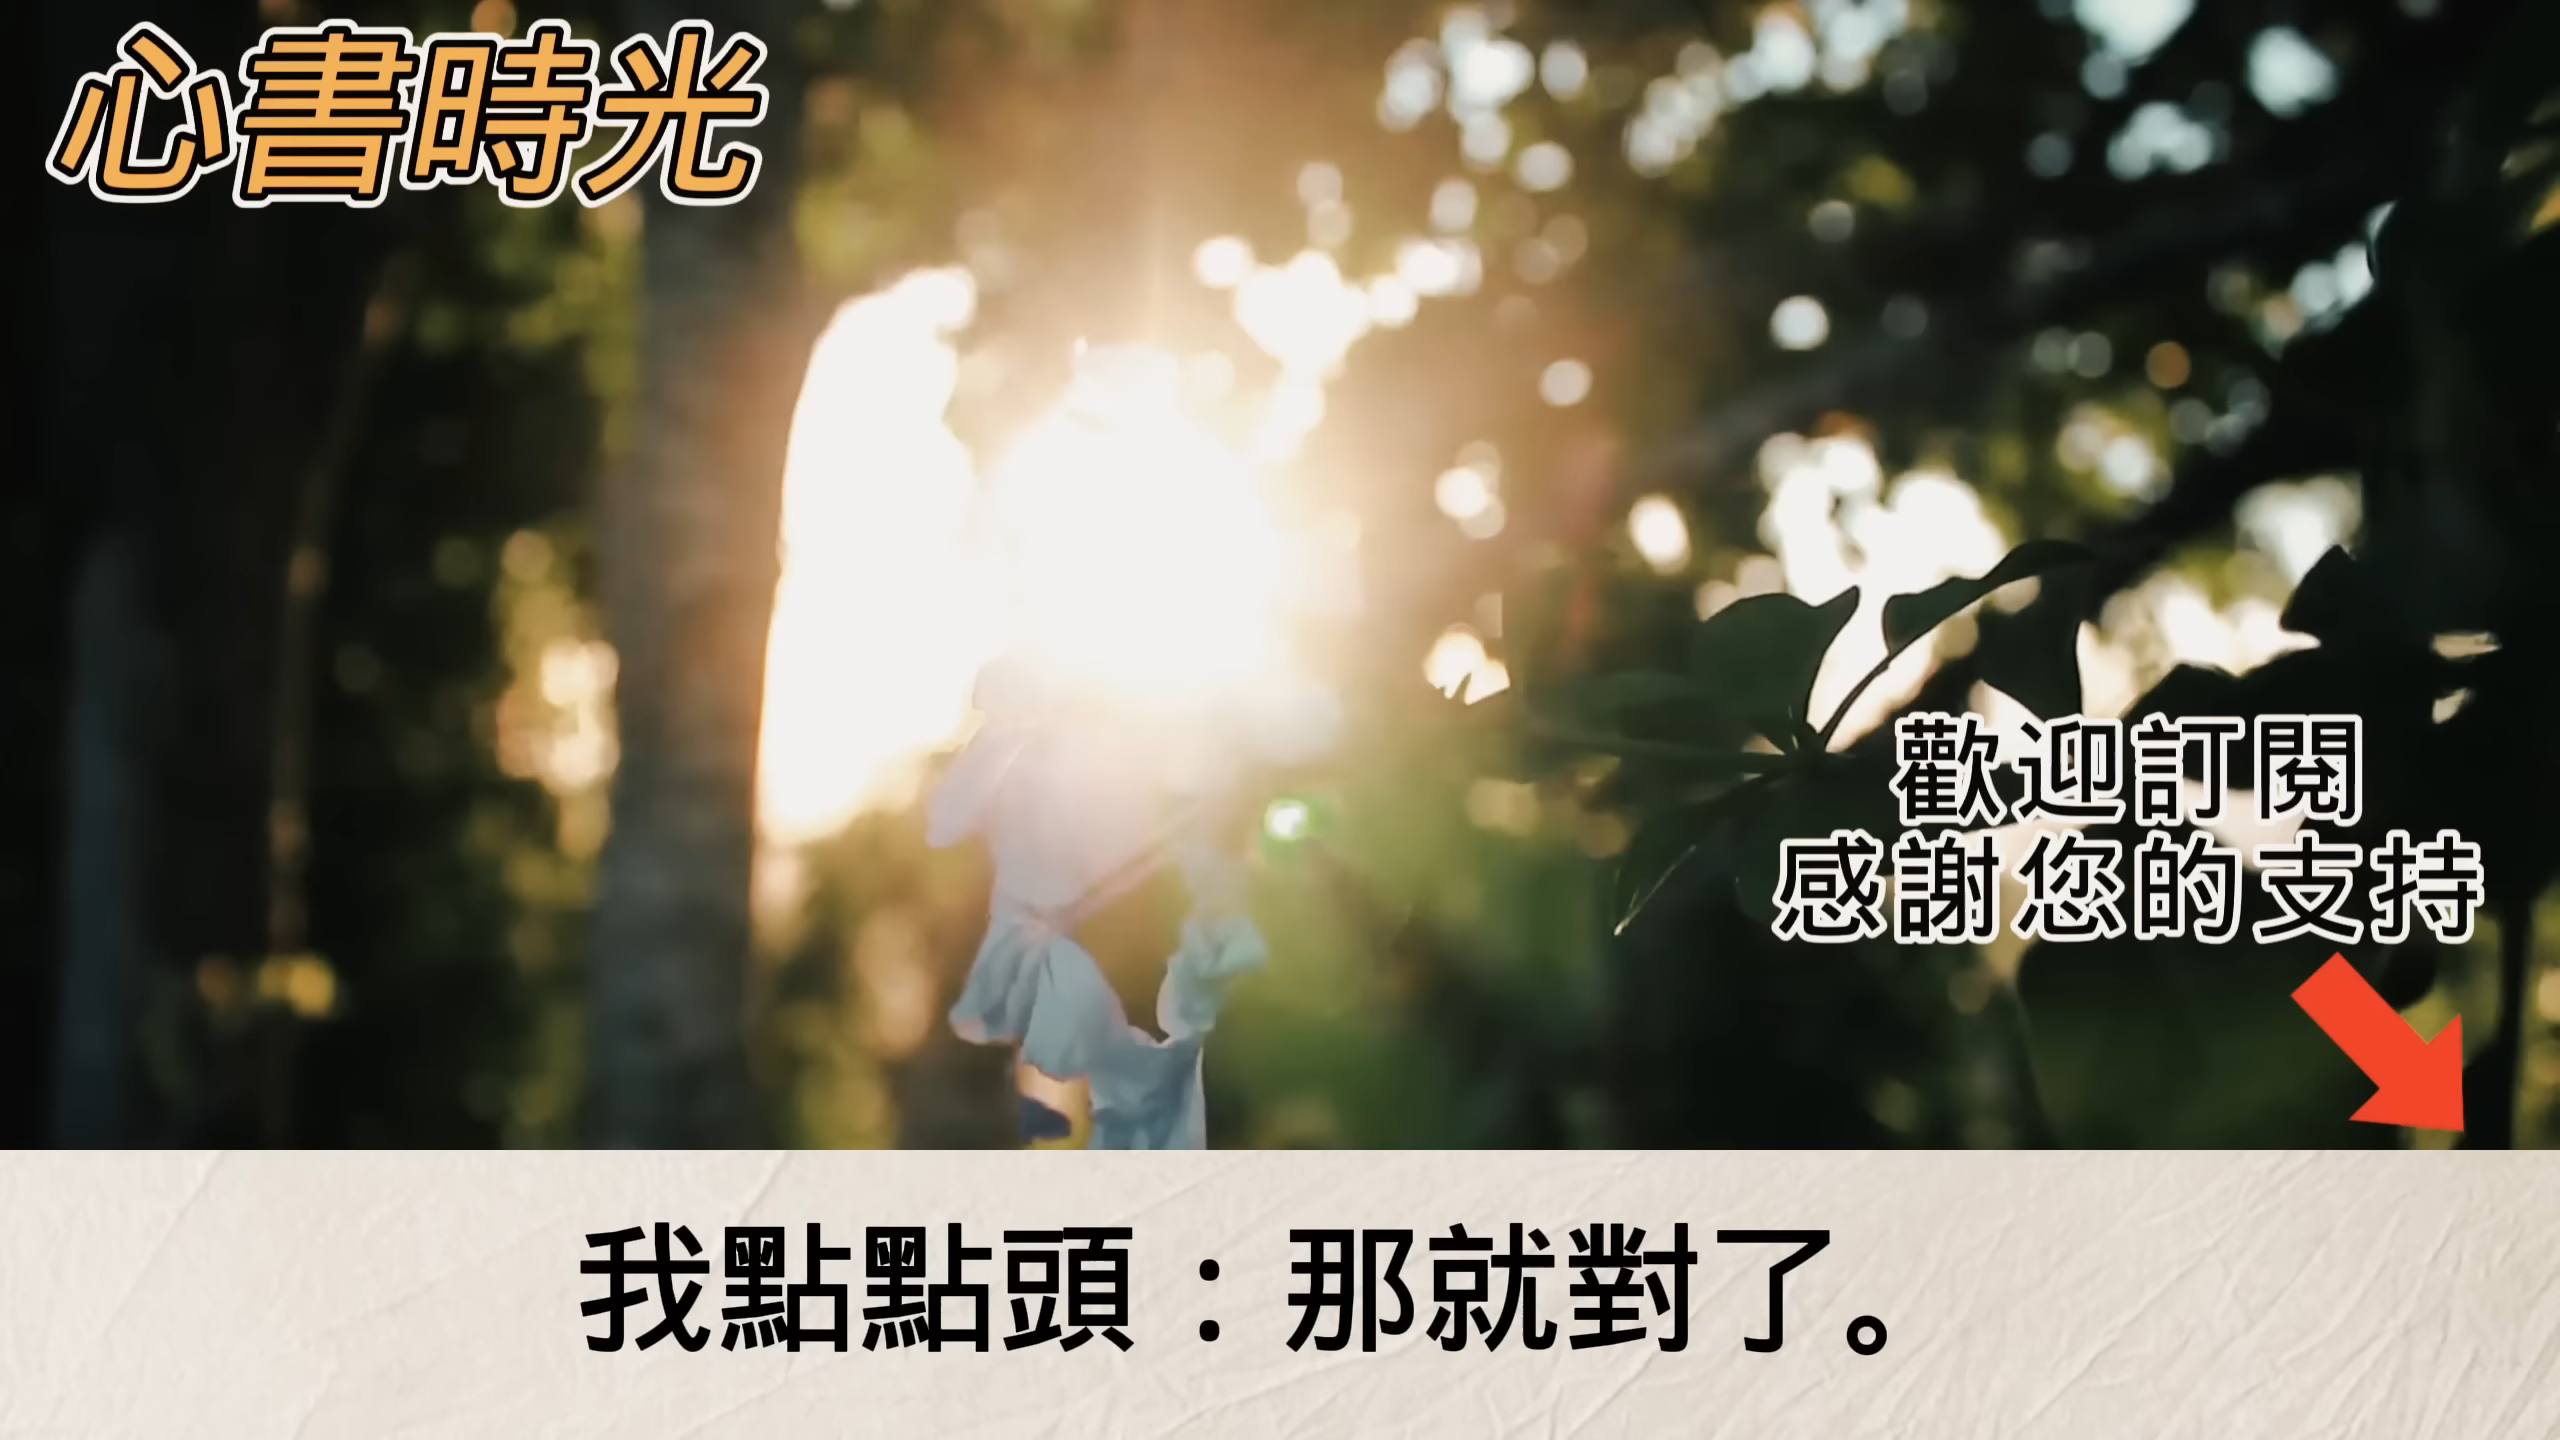 心書時光
歡迎訂閱
感謝您的支持
我點點頭：那就對了。